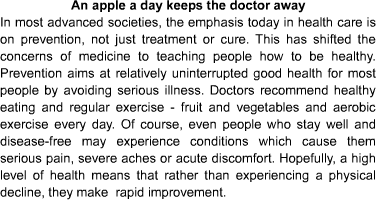 An apple a day keeps the doctor away
In most advanced societies, the emphasis today in health care is
on prevention, not just treatment or cure. This has shifted the
concerns of medicine to teaching people how to be healthy.
Prevention aims at relatively uninterrupted good health for most
people by avoiding serious illness. Doctors recommend healthy
eating and regular exercise - fruit and vegetables and aerobic
exercise every day. Of course, even people who stay well and
disease-free may experience conditions which cause them
serious pain, severe aches or acute discomfort. Hopefully, a high
level of health means that rather than experiencing a physical
decline, they make rapid improvement.